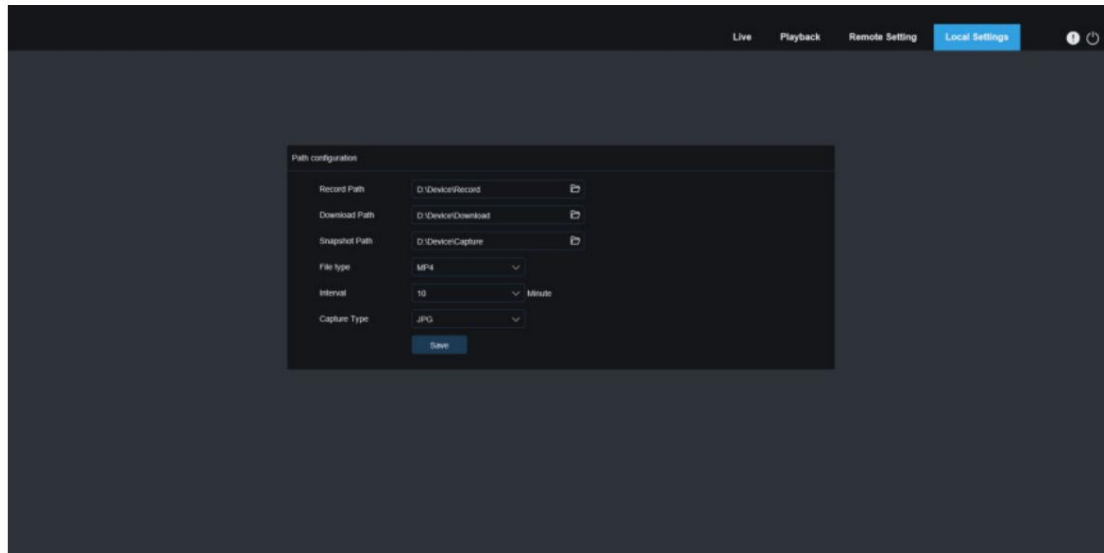 Live Playback Remote Setting Local Settings
Path configuration
Record Path D:\Device\Record
Download Path D:\Device\Download
Snapshot Path D:\Device\Capture
File type MP4
Interval 10 Minute
Capture Type JPG
Save